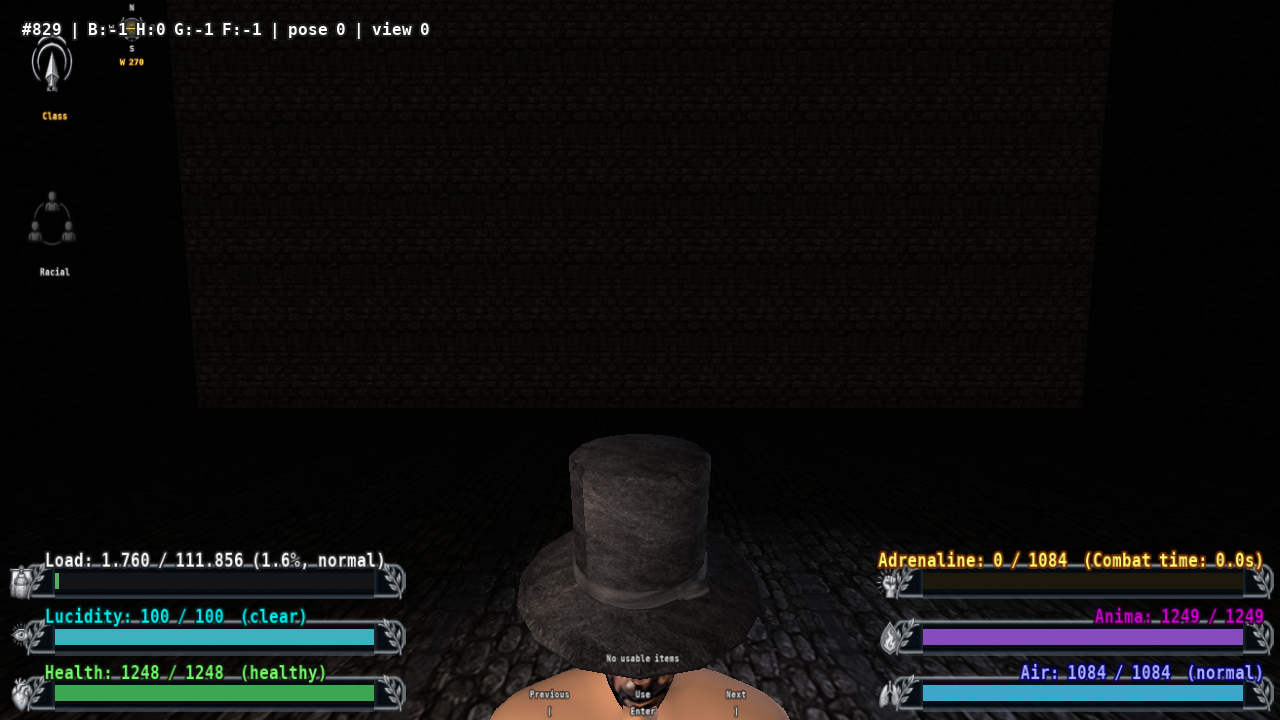 #829 | B:-1 H:0 G:-1 F:-1 | pose 0 | view 0
N
S
W 270
Class
Racial
Load: 1.760 / 111.856 (1.6%, normal)
Lucidity: 100 / 100 (clear)
Health: 1248 / 1248 (healthy)
Adrenaline: 0 / 1084 (Combat time: 0.0s)
Anima: 1249 / 1249
Air: 1084 / 1084 (normal)
No usable items
Previous Use Next
[ Enter ]